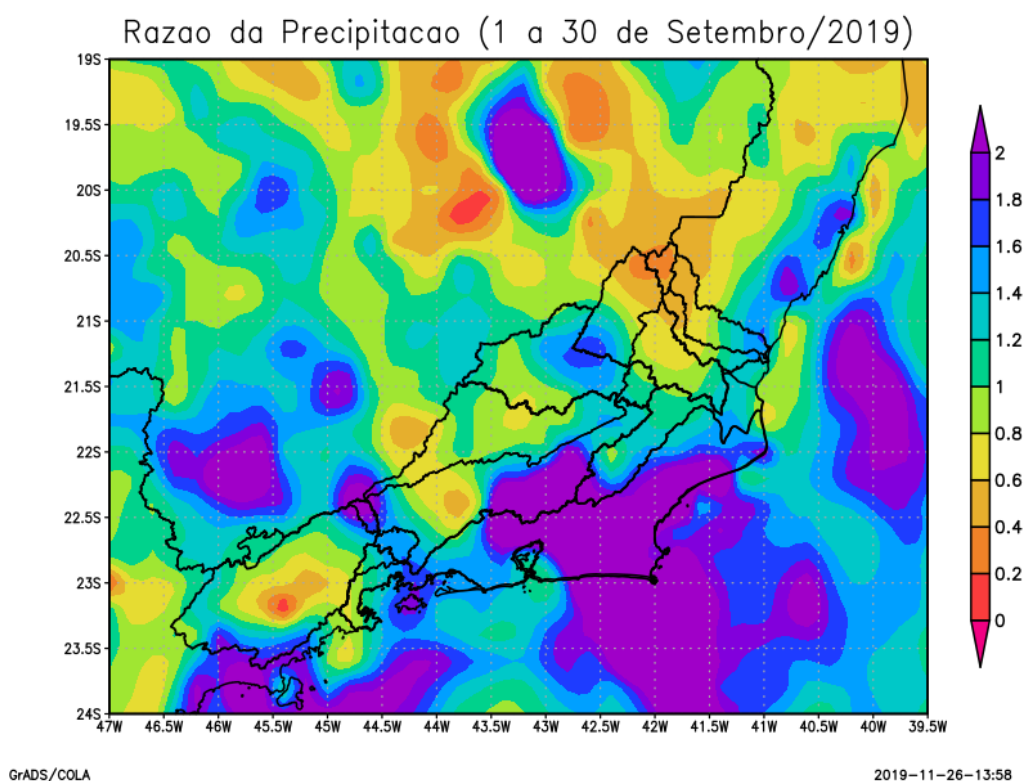 Razao da Precipitacao (1 a 30 de Setembro/2019)
19S
19.5S
20S
20.5S
21S
21.5S
22S
22.5S
23S
23.5S
24S
47W 46.5W 46W 45.5W 45W 44.5W 44W 43.5W 43W 42.5W 42W 41.5W 41W 40.5W 40W 39.5W
2
1.8
1.6
1.4
1.2
1
0.8
0.6
0.4
0.2
0
GrADS/COLA
2019-11-26-13:58